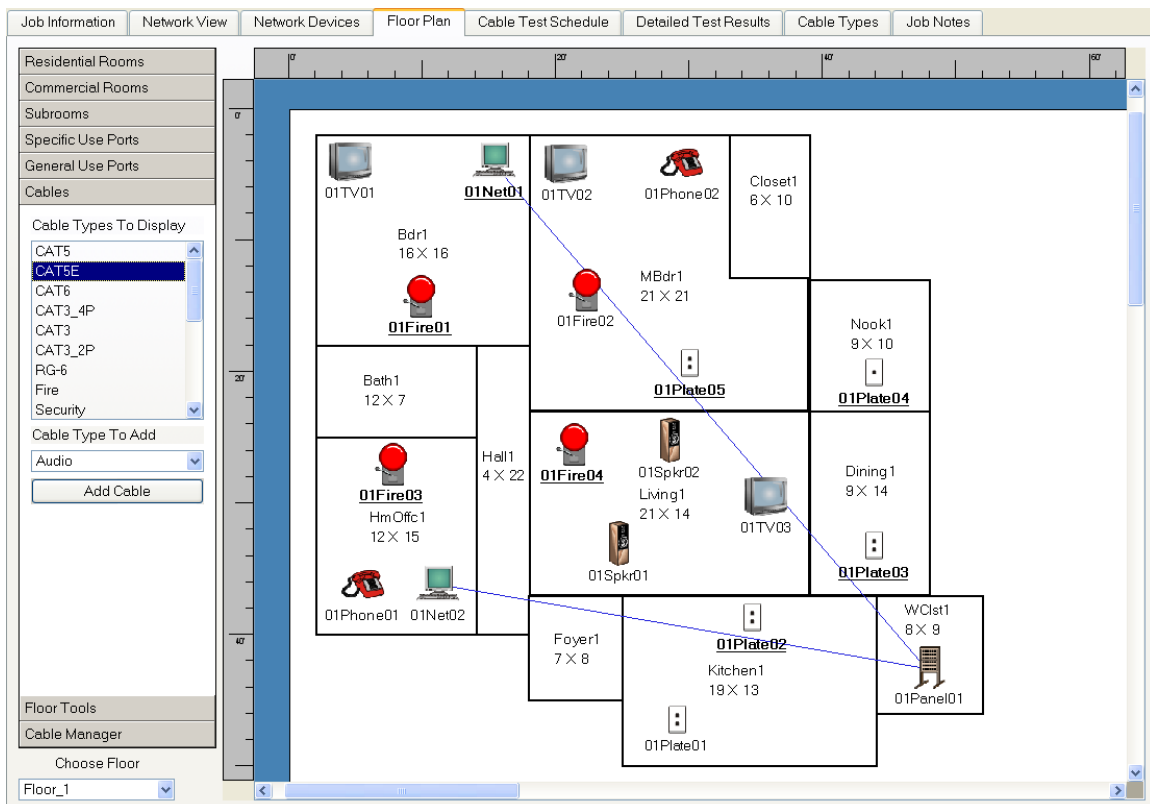 Job Information
Network View
Network Devices
Floor Plan
Cable Test Schedule
Detailed Test Results
Cable Types
Job Notes
Residential Rooms
Commercial Rooms
Subrooms
Specific Use Ports
General Use Ports
Cables
Cable Types To Display
CAT5
CAT5E
CAT6
CAT3_4P
CAT3
CAT3_2P
RG-6
Fire
Security
Cable Type To Add
Audio
Add Cable
Floor Tools
Cable Manager
Choose Floor
Floor_1
0'
20'
40'
60'
0'
20'
40'
01TV01
01Net01
01TV02
01Phone02
Closet1
6 X 10
Bdr1
16 X 16
MBdr1
21 X 21
01Fire01
01Fire02
Nook1
9 X 10
01Plate05
01Plate04
Bath1
12 X 7
Hall1
4 X 22
01Fire03
HmOffc1
12 X 15
01Fire04
01Spkr02
Living1
21 X 14
01TV03
Dining1
9 X 14
01Spkr01
01Plate03
01Phone01
01Net02
Foyer1
7 X 8
01Plate02
Kitchen1
19 X 13
01Plate01
WClst1
8 X 9
01Panel01